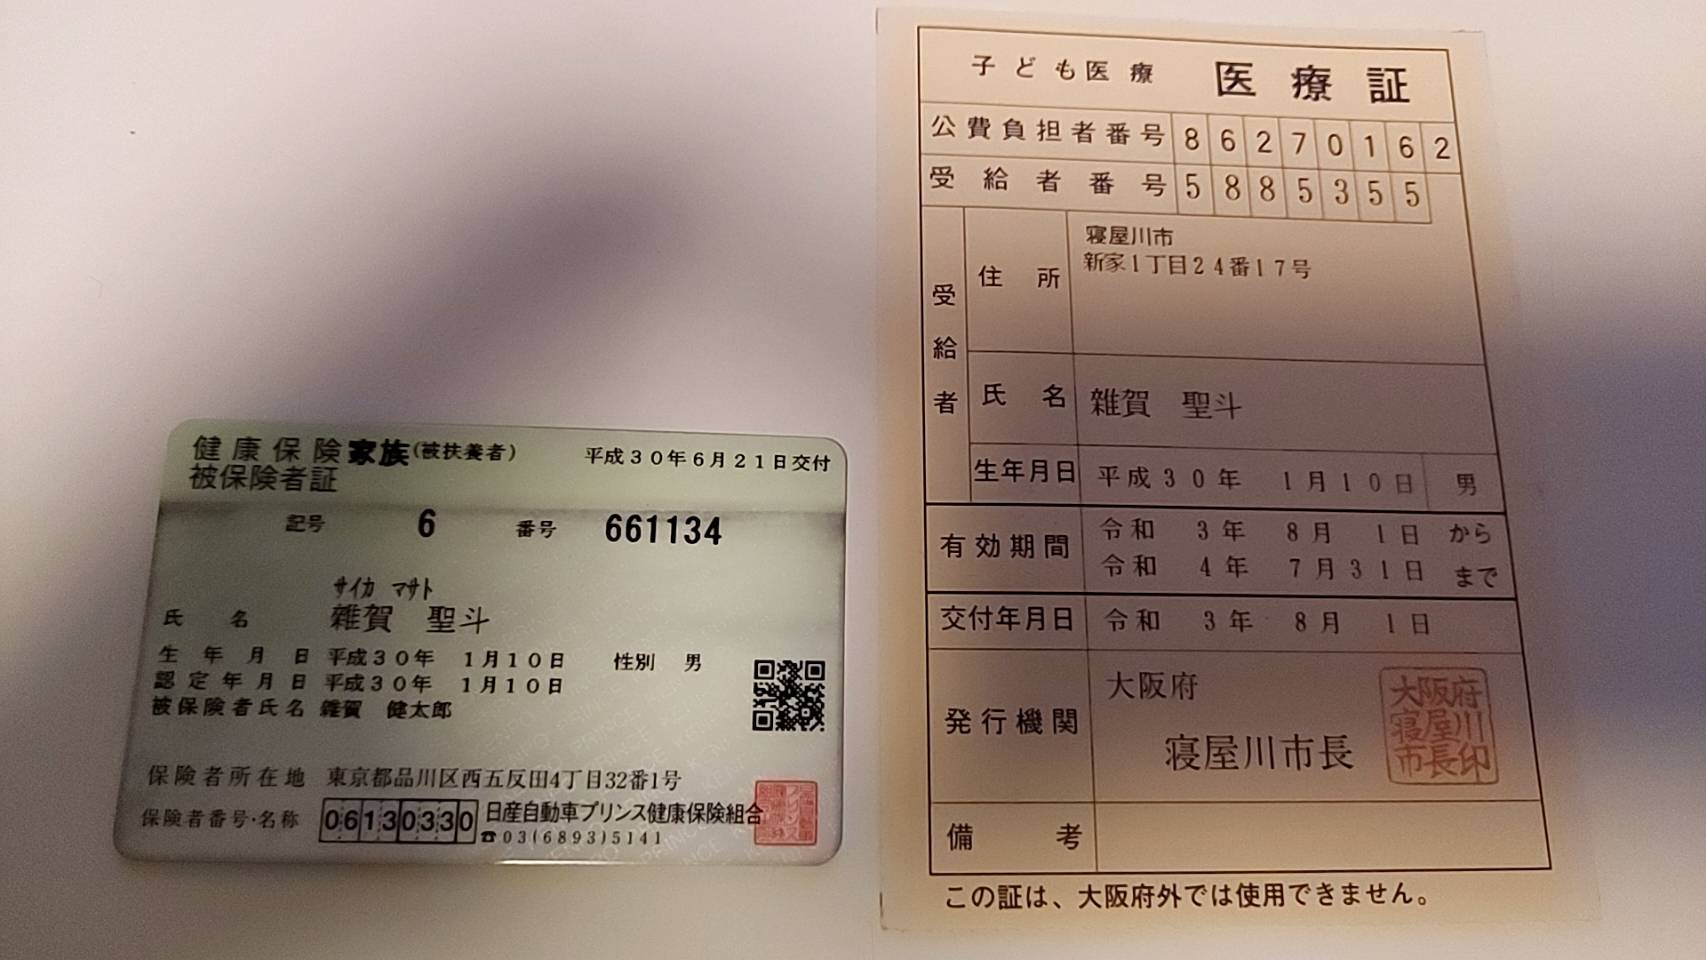 健康保険家族(被扶養者)
被保険者証
平成30年6月21日交付
記号 6 番号 661134
サイカ マサト
氏名 雑賀 聖斗
生年月日 平成30年 1月10日 性別 男
認定年月日 平成30年 1月10日
被保険者氏名 雑賀 健太郎
保険者所在地 東京都品川区西五反田4丁目32番1号
保険者番号・名称 06130330 日産自動車プリンス健康保険組合
☎03(6893)5141
子ども医療 医療証
公費負担者番号 86270162
受給者番号 5885355
受給者
住所 寝屋川市
新家1丁目24番17号
氏名 雑賀 聖斗
生年月日 平成30年 1月10日 男
有効期間 令和 3年 8月 1日 から
令和 4年 7月31日 まで
交付年月日 令和 3年 8月 1日
発行機関 大阪府
寝屋川市長
大阪府
寝屋川
市長印
備考
この証は、大阪府外では使用できません。